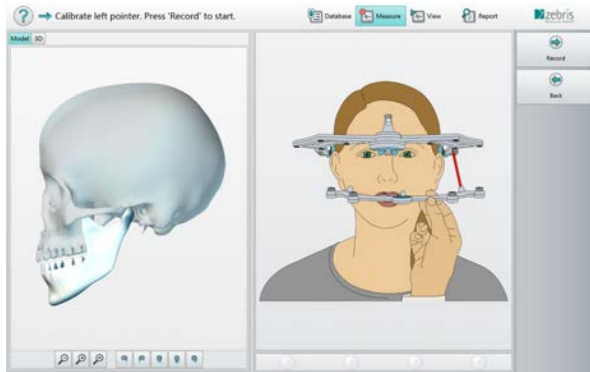 → Calibrate left pointer. Press 'Record' to start.
Database
Measure
View
Report
zebris
Model 3D
Record
Back